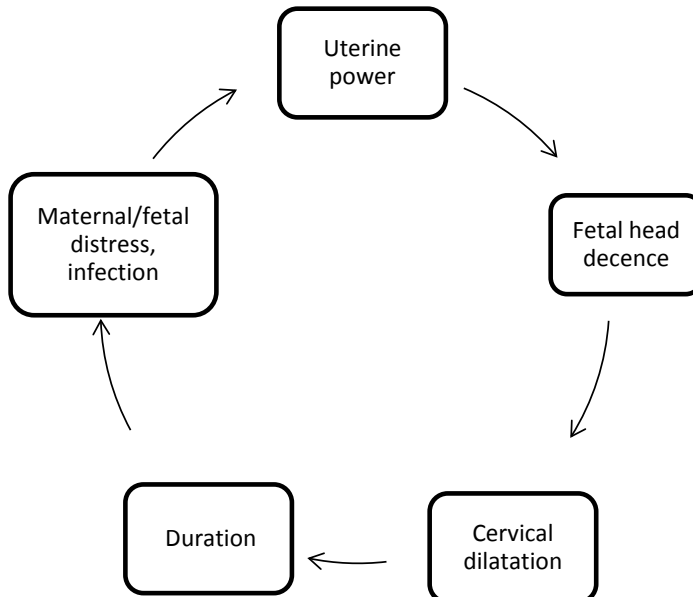 Uterine
power
Fetal head
decence
Cervical
dilatation
Duration
Maternal/fetal
distress,
infection